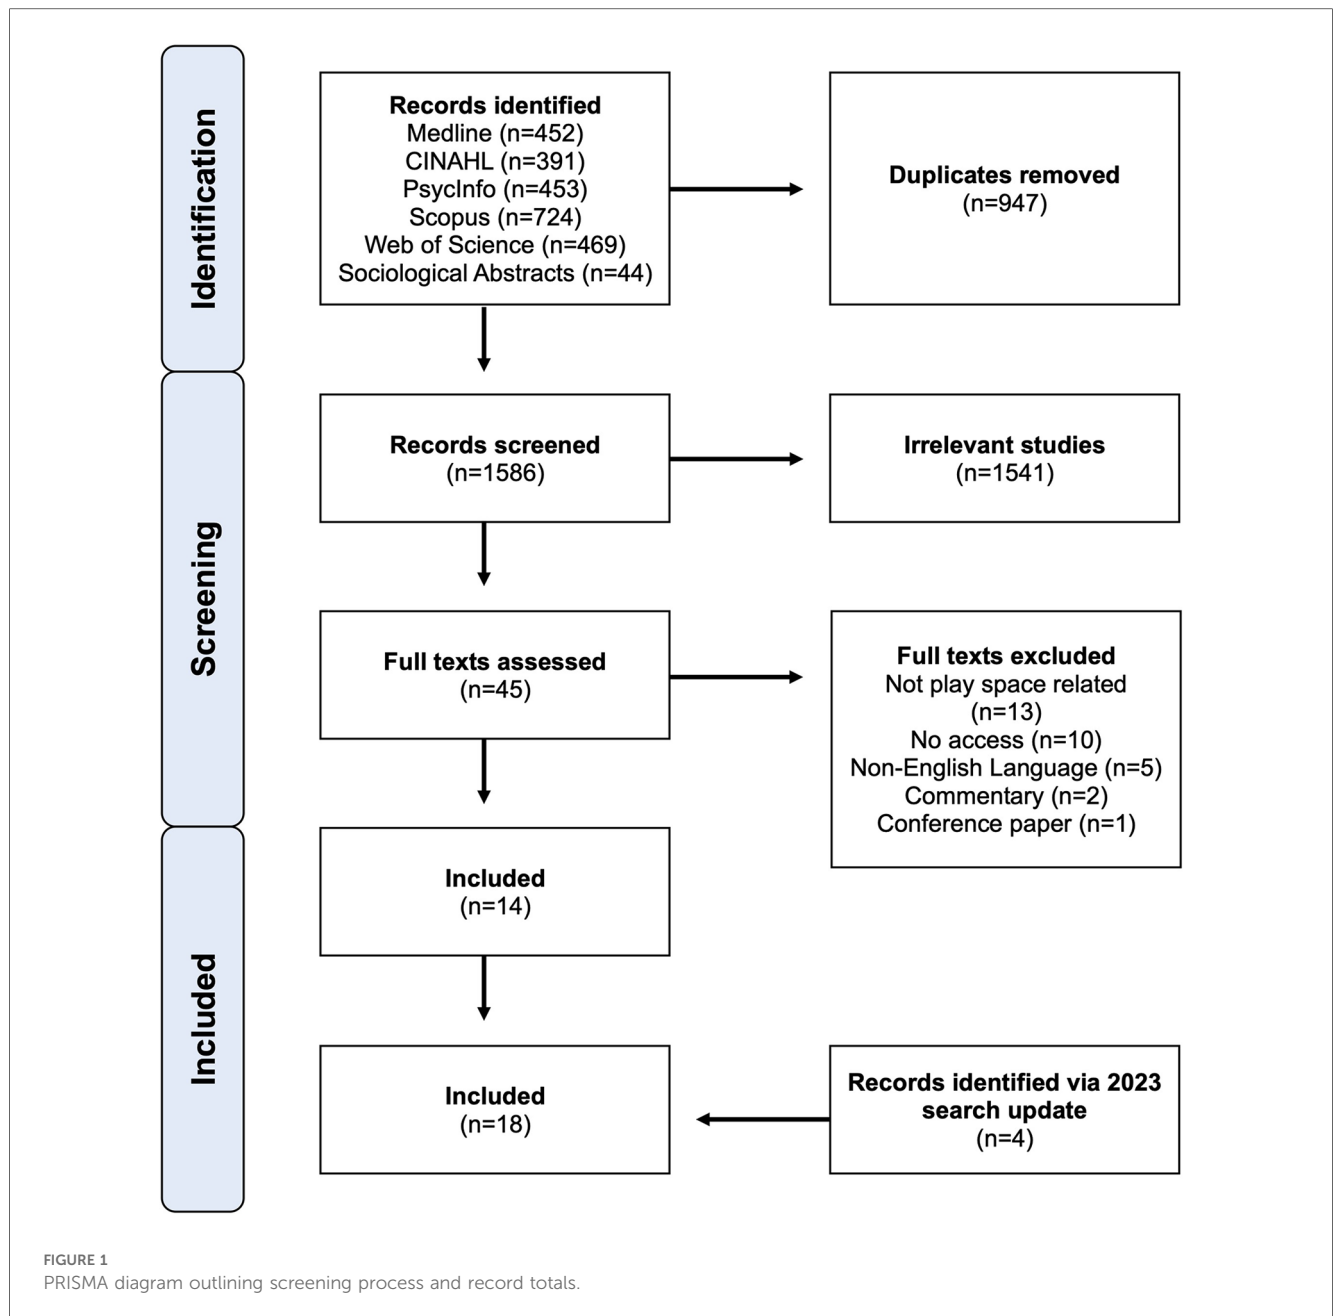 Identification
Records identified
Medline (n=452)
CINAHL (n=391)
PsycInfo (n=453)
Scopus (n=724)
Web of Science (n=469)
Sociological Abstracts (n=44)
Duplicates removed
(n=947)
Screening
Records screened
(n=1586)
Irrelevant studies
(n=1541)
Full texts assessed
(n=45)
Full texts excluded
Not play space related
(n=13)
No access (n=10)
Non-English Language (n=5)
Commentary (n=2)
Conference paper (n=1)
Included
Included
(n=14)
Included
(n=18)
Records identified via 2023
search update
(n=4)
FIGURE 1
PRISMA diagram outlining screening process and record totals.